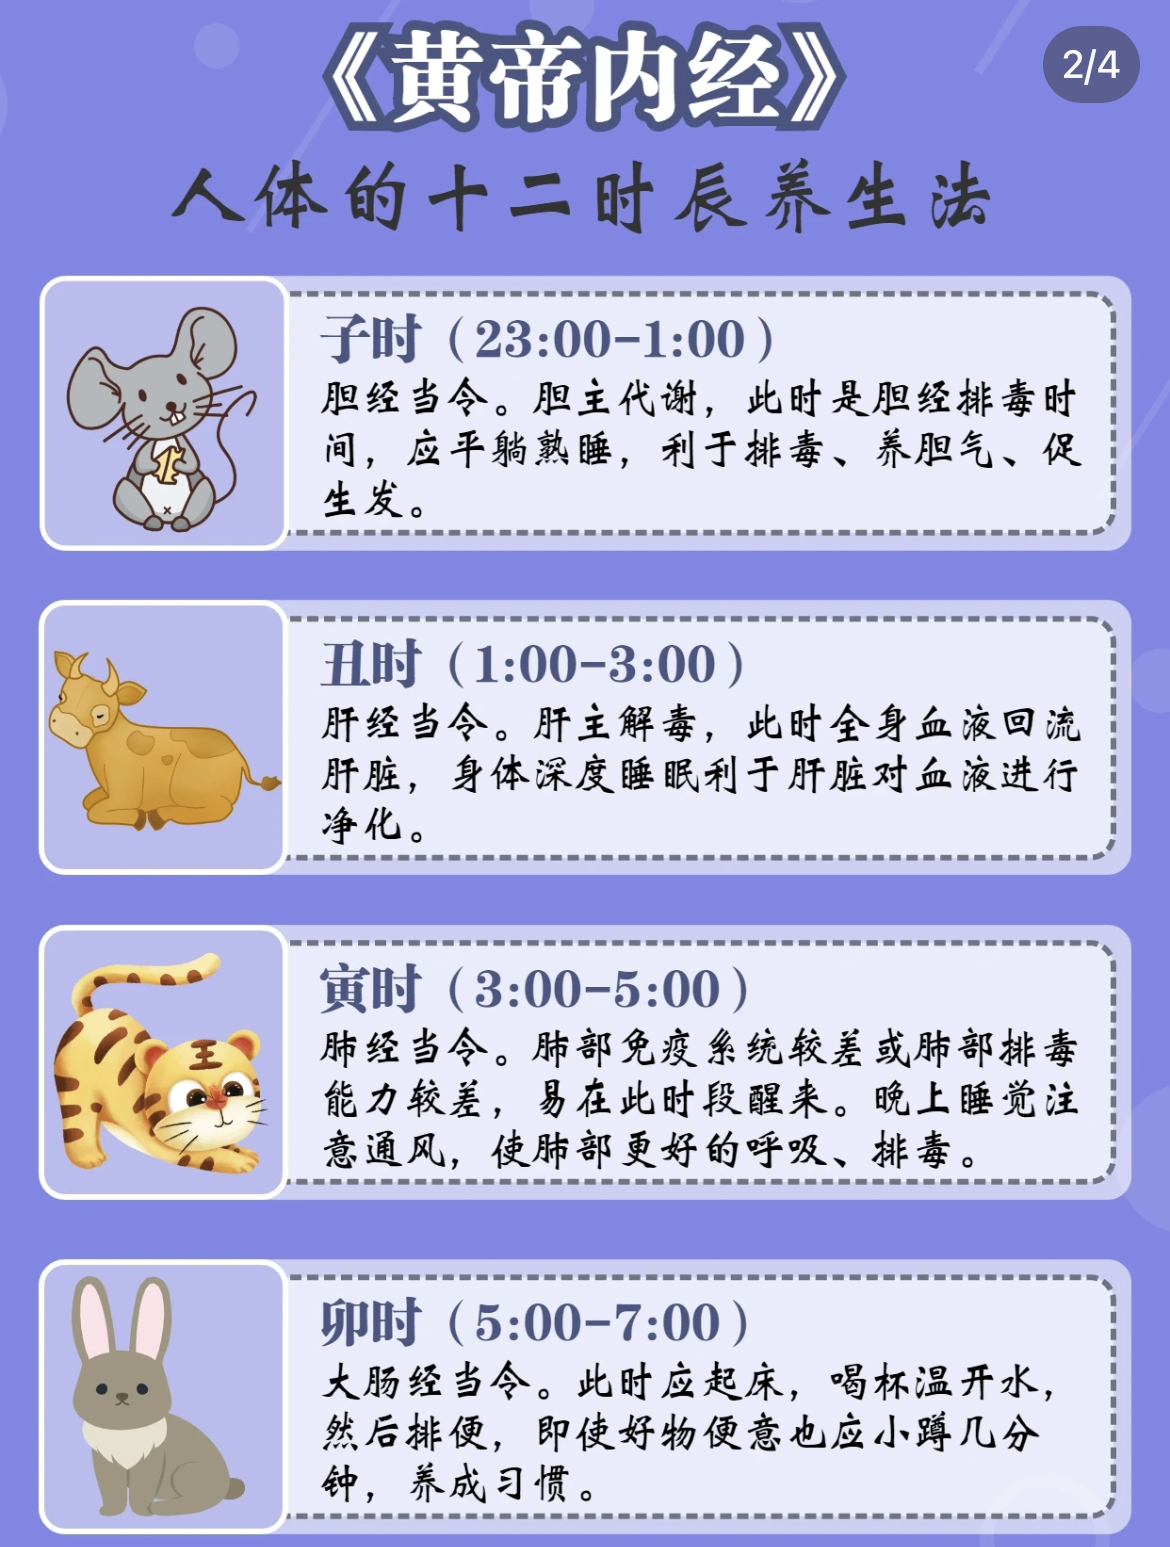 《黄帝内经》
2/4
人体的十二时辰养生法
子时（23:00-1:00）
胆经当令。胆主代谢，此时是胆经排毒时
间，应平躺熟睡，利于排毒、养胆气、促
生发。
丑时（1:00-3:00）
肝经当令。肝主解毒，此时全身血液回流
肝脏，身体深度睡眠利于肝脏对血液进行
净化。
寅时（3:00-5:00）
王
肺经当令。肺部免疫系统较差或肺部排毒
能力较差，易在此时段醒来。晚上睡觉注
意通风，使肺部更好的呼吸、排毒。
卯时（5:00-7:00）
大肠经当令。此时应起床，喝杯温开水，
然后排便，即使好物便意也应小蹲几分
钟，养成习惯。